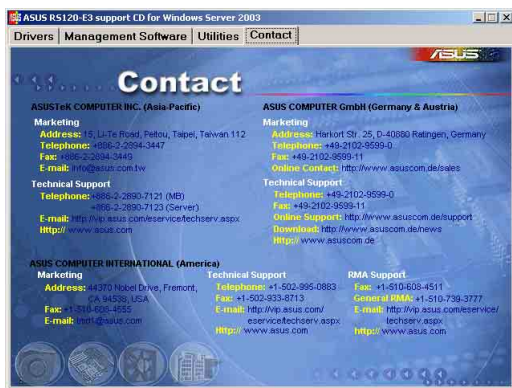 ASUS RS120-E3 support CD for Windows Server 2003
Drivers Management Software Utilities Contact
ASUS
Contact
ASUSTeK COMPUTER INC. (Asia-Pacific)
Marketing
Address: 15, Li-Te Road, Peitou, Taipei, Taiwan 112
Telephone: +886-2-2894-3447
Fax: +886-2-2894-3449
E-mail: info@asus.com.tw
Technical Support
Telephone: +886-2-2890-7121 (MB)
+886-2-2890-7123 (Server)
E-mail: http://vip.asus.com/eservice/techserv.aspx
Http:// www.asus.com
ASUS COMPUTER GmbH (Germany & Austria)
Marketing
Address: Harkort Str. 25, D-40880 Ratingen, Germany
Telephone: +49-2102-9599-0
Fax: +49-2102-9599-11
Online Contact: http://www.asuscom.de/sales
Technical Support
Telephone: +49-2102-9599-0
Fax: +49-2102-9599-11
Online Support: http://www.asuscom.de/support
Download: http://www.asuscom.de/news
Http:// www.asuscom.de
ASUS COMPUTER INTERNATIONAL (America)
Marketing
Address: 44370 Nobel Drive, Fremont,
CA 94538, USA
Fax: +1-510-608-4555
E-mail: tmd1@asus.com
Technical Support
Telephone: +1-502-995-0883
Fax: +1-502-933-8713
E-mail: http://vip.asus.com/
eservice/techserv.aspx
Http:// www.asus.com
RMA Support
Fax: +1-510-608-4511
General RMA: +1-510-739-3777
E-mail: http://vip.asus.com/eservice/
techserv.aspx
http:// www.asus.com